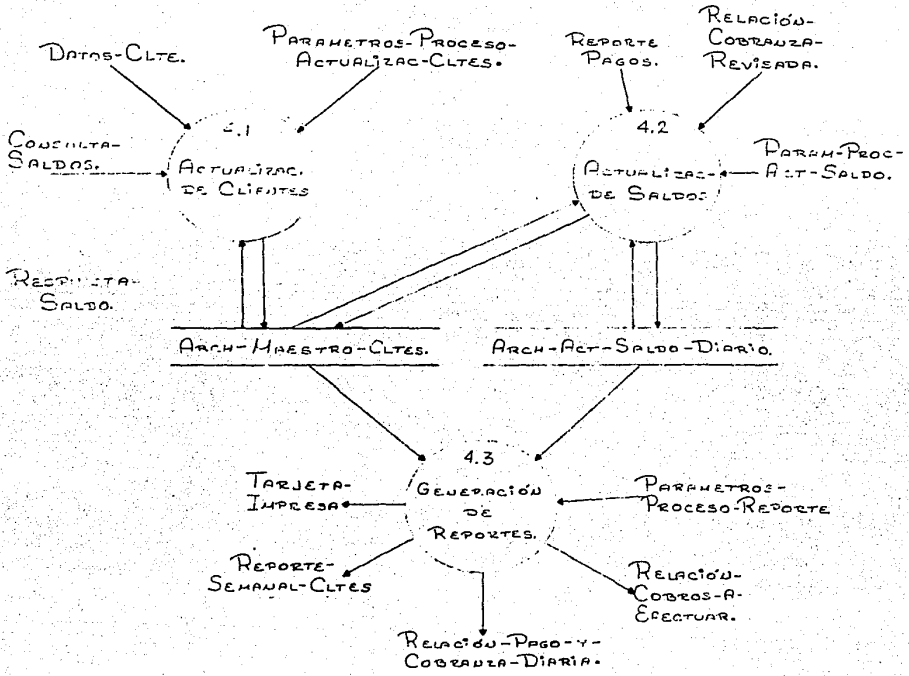 DATOS-CLTE.
PARAMETROS-PROCESO-
ACTUALIZAC-CLTES.
REPORTE
PAGOS.
RELACIÓN-
COBRANZA-
REVISADA.
CONSULTA-
SALDOS.
4.1
ACTUALIZAC.
DE CLIENTES
4.2
ACTUALIZAC-
DE SALDOS
PARAM-PROC-
ACT-SALDO.
RESPUESTA-
SALDO.
ARCH-MAESTRO-CLTES.
ARCH-ACT-SALDO-DIARIO.
4.3
GENERACIÓN
DE
REPORTES.
TARJETA-
IMPRESA
PARAMETROS-
PROCESO-REPORTE
REPORTE-
SEMANAL-CLTES
RELACIÓN-
COBROS-A-
EFECTUAR.
RELACIÓN-PAGO-Y-
COBRANZA-DIARIA.